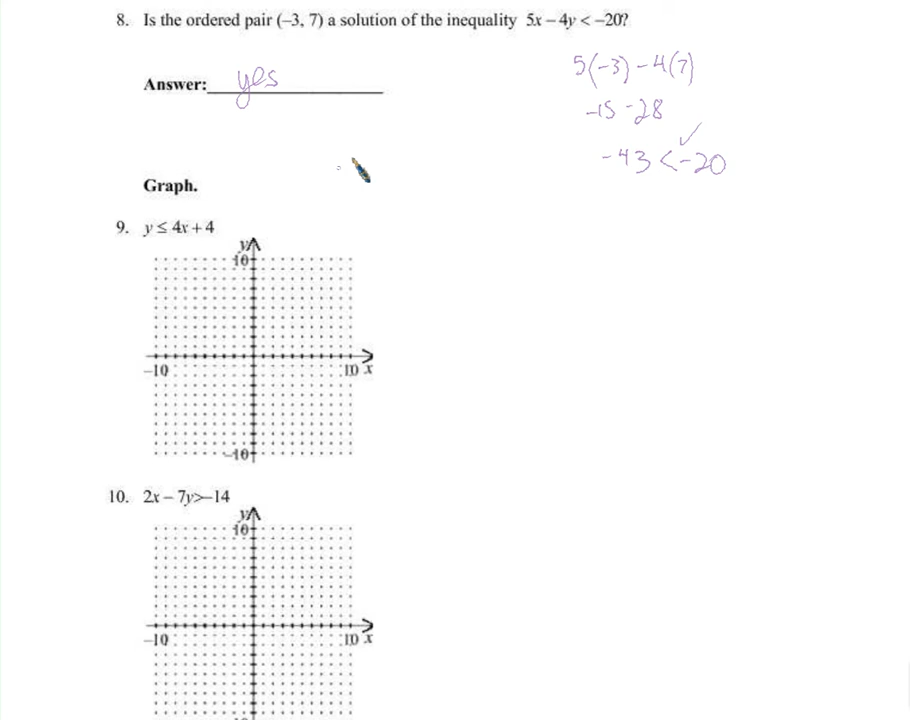 8. Is the ordered pair (–3, 7) a solution of the inequality 5x – 4y < –20?
5(-3) - 4(7)
Answer: yes
-15 - 28
✓
-43 < -20
Graph.
9. y ≤ 4x + 4
y
10
-10
10 x
-10
10. 2x – 7y>–14
y
10
-10
10 x